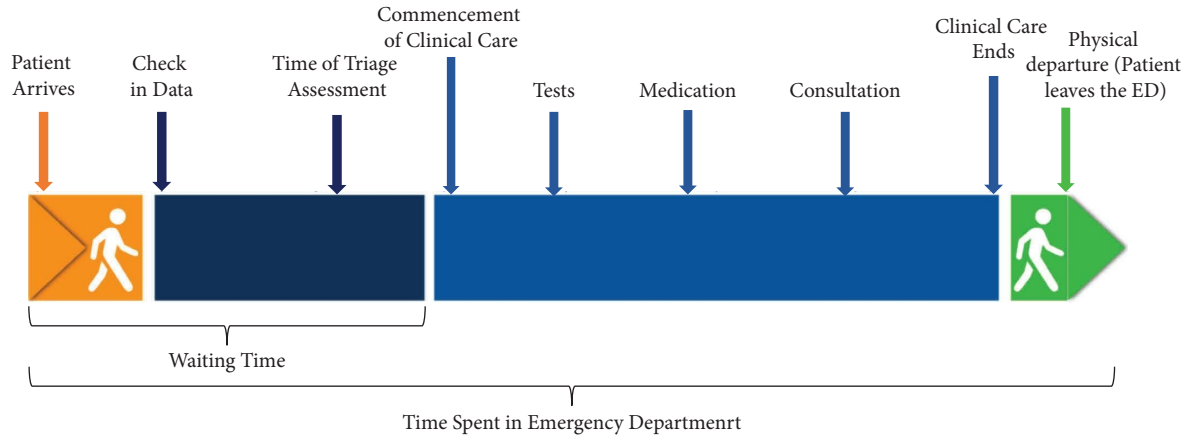 Patient
Arrives
Check
in Data
Time of Triage
Assessment
Commencement
of Clinical Care
Tests
Medication
Consultation
Clinical Care
Ends
Physical
departure (Patient
leaves the ED)
Waiting Time
Time Spent in Emergency Departmenrt